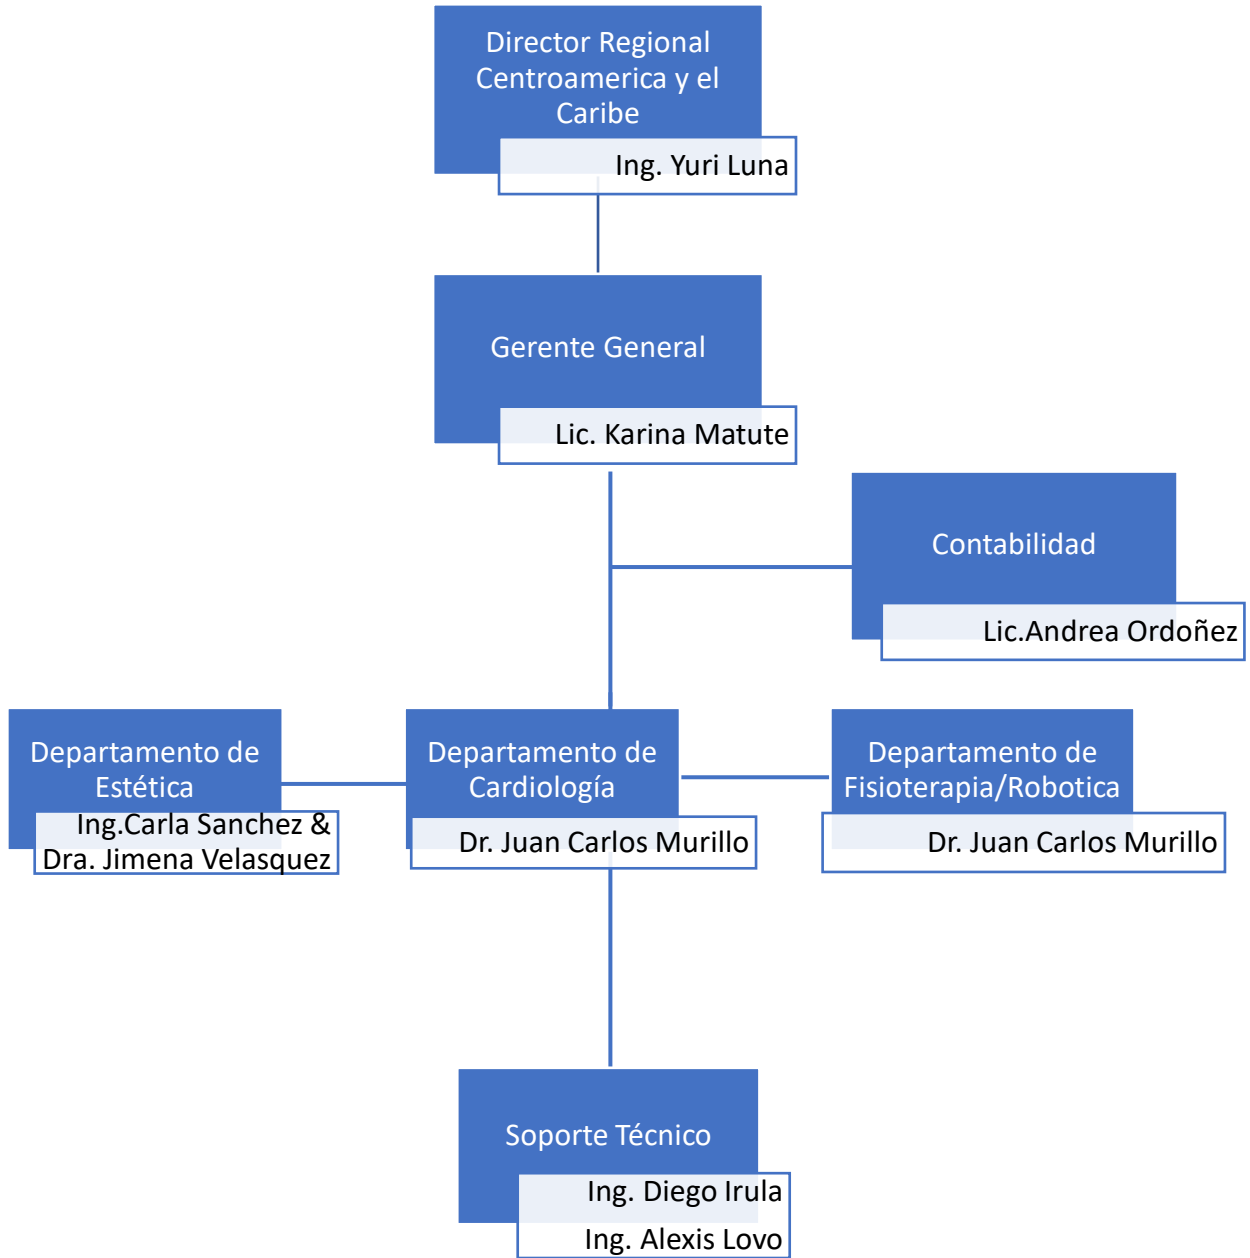 Director Regional
Centroamerica y el
Caribe
Ing. Yuri Luna
Gerente General
Lic. Karina Matute
Contabilidad
Lic.Andrea Ordoñez
Departamento de
Estética
Ing.Carla Sanchez &
Dra. Jimena Velasquez
Departamento de
Cardiología
Dr. Juan Carlos Murillo
Departamento de
Fisioterapia/Robotica
Dr. Juan Carlos Murillo
Soporte Técnico
Ing. Diego Irula
Ing. Alexis Lovo